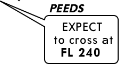 PEEDS
EXPECT
to cross at
FL 240